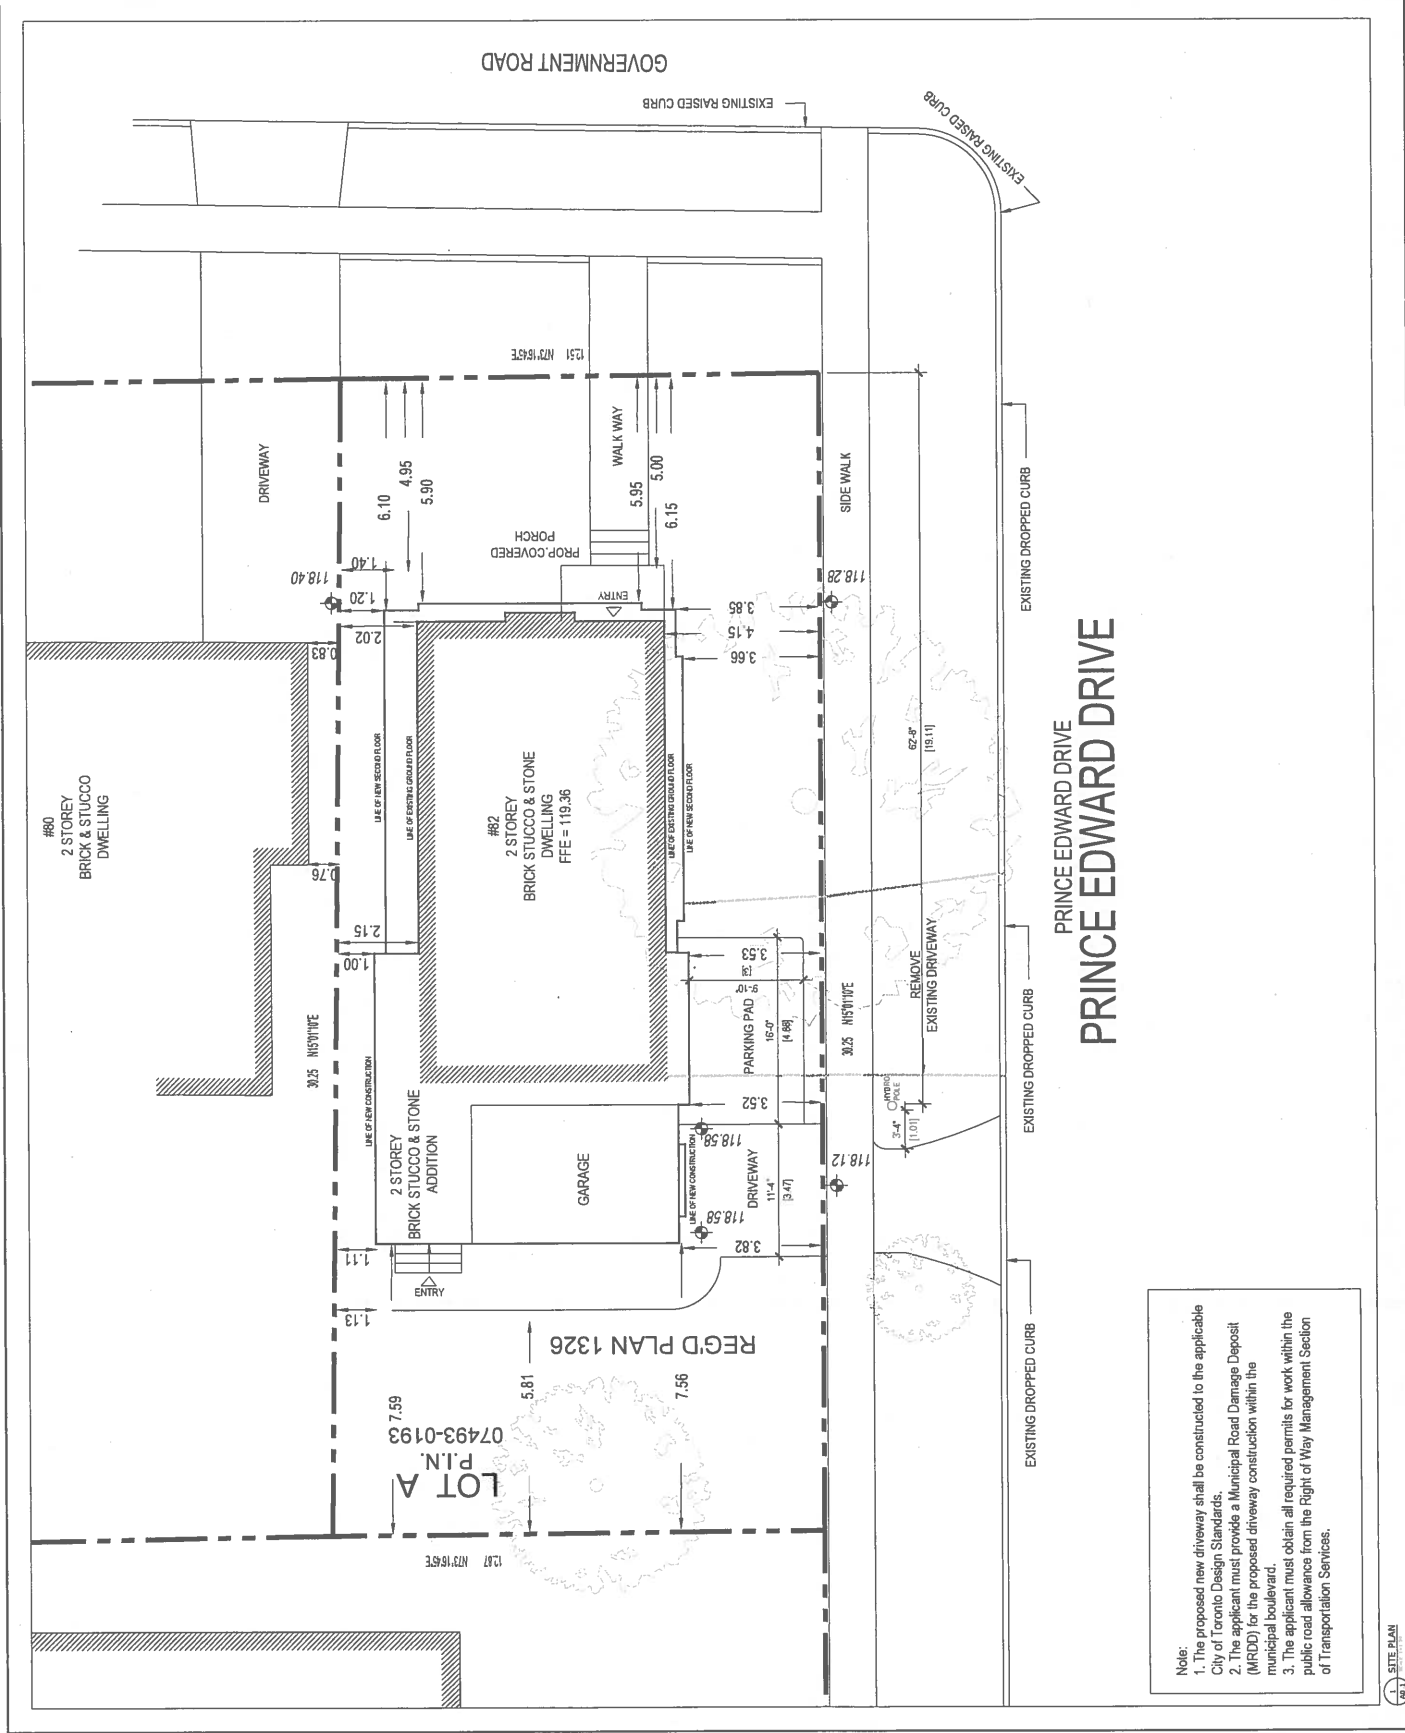 GOVERNMENT ROAD
EXISTING RAISED CURB
EXISTING RAISED CURB
12.51 N73°16'45"E
DRIVEWAY
WALK WAY
SIDE WALK
6.10
4.95
5.90
5.95
5.00
6.15
PROP.COVERED
PORCH
ENTRY
118.40
1.40
1.20
2.02
0.83
118.28
3.85
4.15
3.66
EXISTING DROPPED CURB
#80
2 STOREY
BRICK & STUCCO
DWELLING
0.76
LINE OF NEW SECOND FLOOR
LINE OF EXISTING GROUND FLOOR
#82
2 STOREY
BRICK STUCCO & STONE
DWELLING
FFE = 119.36
LINE OF EXISTING GROUND FLOOR
LINE OF NEW SECOND FLOOR
62'-8"
[19.11]
PRINCE EDWARD DRIVE
PRINCE EDWARD DRIVE
2.15
1.00
30.25 N15°01'10"E
LINE OF NEW CONSTRUCTION
3.53
[3]
9'-10"
PARKING PAD
16'-0"
[4.88]
3.52
30.25 N15°01'10"E
REMOVE
EXISTING DRIVEWAY
EXISTING DROPPED CURB
HYDRO
POLE
3'-4"
[1.01]
2 STOREY
BRICK STUCCO & STONE
ADDITION
GARAGE
LINE OF NEW CONSTRUCTION
118.58
118.58
DRIVEWAY
11'-4"
[3.47]
118.12
3.82
1.11
1.13
ENTRY
REG'D PLAN 1326
7.59
5.81
7.56
07493-0193
P.I.N.
LOT A
12.87 N73°16'45"E
EXISTING DROPPED CURB
Note:
1. The proposed new driveway shall be constructed to the applicable
City of Toronto Design Standards.
2. The applicant must provide a Municipal Road Damage Deposit
(MRDD) for the proposed driveway construction within the
municipal boulevard.
3. The applicant must obtain all required permits for work within the
public road allowance from the Right of Way Management Section
of Transportation Services.
1 SITE PLAN